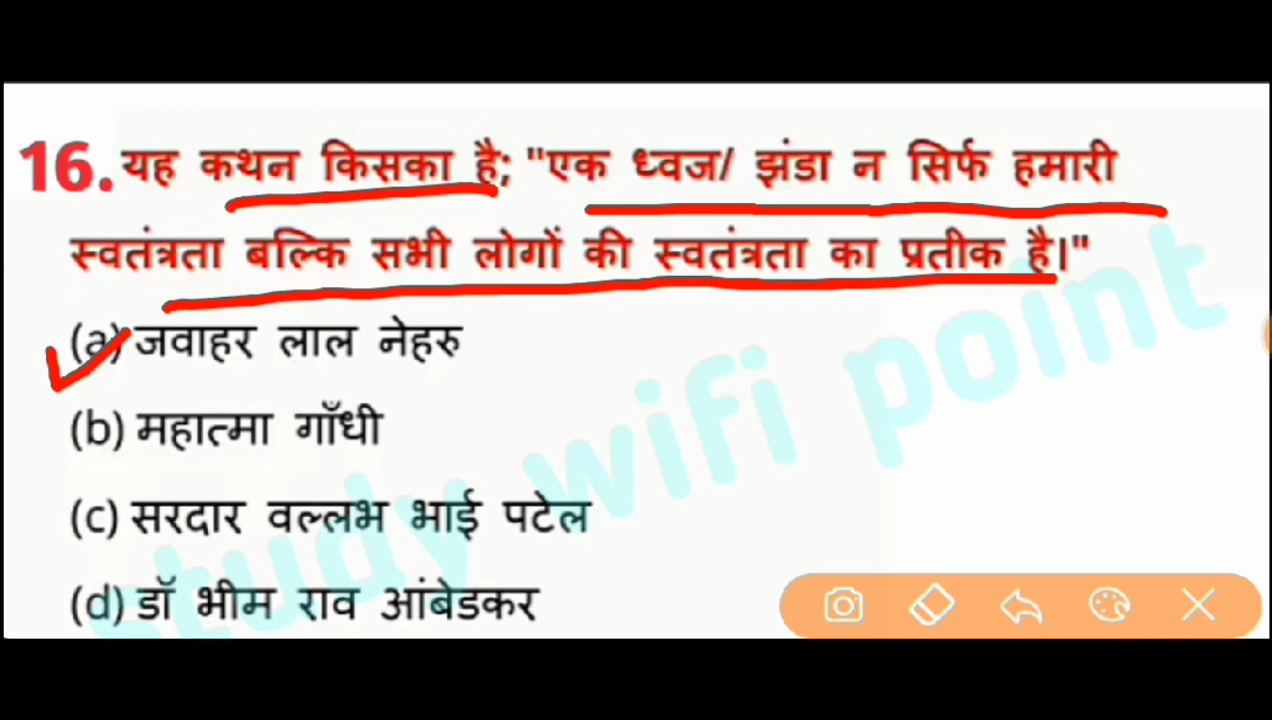 16. यह कथन किसका है; "एक ध्वज/ झंडा न सिर्फ हमारी
स्वतंत्रता बल्कि सभी लोगों की स्वतंत्रता का प्रतीक है।"
(a) जवाहर लाल नेहरु
(b) महात्मा गाँधी
(c) सरदार वल्लभ भाई पटेल
(d) डॉ भीम राव आंबेडकर
study wifi point